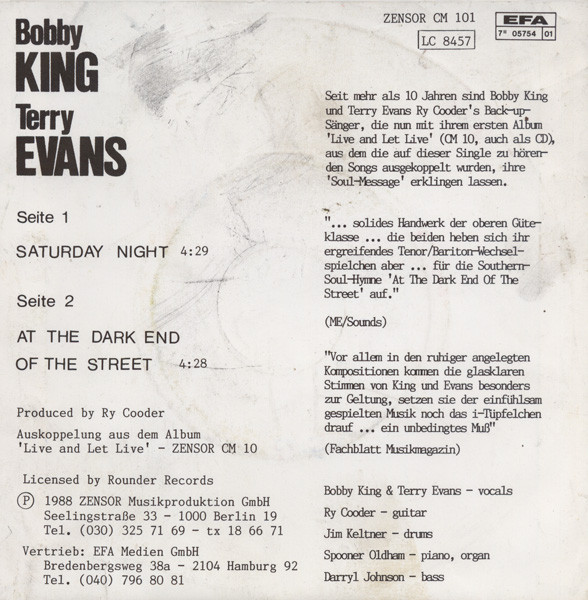 Bobby
KING
Terry
EVANS
Seite 1
SATURDAY NIGHT 4:29
Seite 2
AT THE DARK END
OF THE STREET 4:28
Produced by Ry Cooder
Auskoppelung aus dem Album
'Live and Let Live' - ZENSOR CM 10
Licensed by Rounder Records
Ⓟ 1988 ZENSOR Musikproduktion GmbH
Seelingstraße 33 - 1000 Berlin 19
Tel. (030) 325 71 69 - tx 18 66 71
Vertrieb: EFA Medien GmbH
Bredenbergsweg 38a - 2104 Hamburg 92
Tel. (040) 796 80 81
ZENSOR CM 101
LC 8457
EFA
7" 05754 01
Seit mehr als 10 Jahren sind Bobby King
und Terry Evans Ry Cooder's Back-up-
Sänger, die nun mit ihrem ersten Album
'Live and Let Live' (CM 10, auch als CD),
aus dem die auf dieser Single zu hören-
den Songs ausgekoppelt wurden, ihre
'Soul-Message' erklingen lassen.
"... solides Handwerk der oberen Güte-
klasse ... die beiden heben sich ihr
ergreifendes Tenor/Bariton-Wechsel-
spielchen aber ... für die Southern-
Soul-Hymne 'At The Dark End Of The
Street' auf."
(ME/Sounds)
"Vor allem in den ruhiger angelegten
Kompositionen kommen die glasklaren
Stimmen von King und Evans besonders
zur Geltung, setzen sie der einfühlsam
gespielten Musik noch das i-Tüpfelchen
drauf ... ein unbedingtes Muß"
(Fachblatt Musikmagazin)
Bobby King & Terry Evans - vocals
Ry Cooder - guitar
Jim Keltner - drums
Spooner Oldham - piano, organ
Darryl Johnson - bass